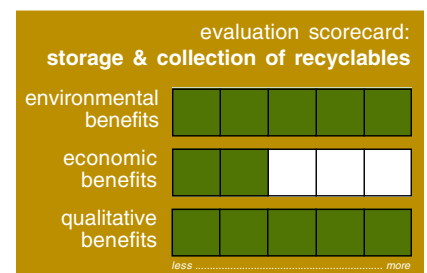 evaluation scorecard:
storage & collection of recyclables
environmental
benefits
economic
benefits
qualitative
benefits
less ................................................................ more